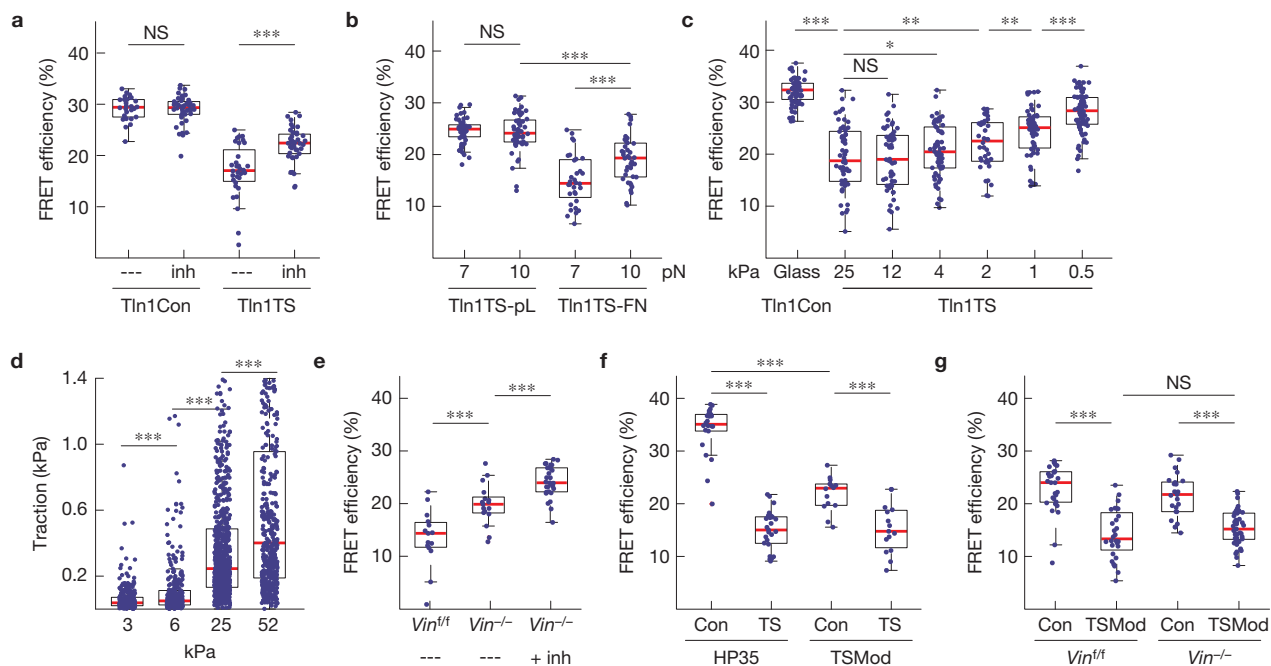 a
FRET efficiency (%)
40
30
20
10
NS
***
--- inh --- inh
Tln1Con Tln1TS
b
FRET efficiency (%)
40
30
20
10
NS
***
***
7 10 7 10 pN
Tln1TS-pL Tln1TS-FN
c
FRET efficiency (%)
40
30
20
10
*** ** ** ***
*
NS
kPa Glass 25 12 4 2 1 0.5
Tln1Con Tln1TS
d
Traction (kPa)
1.4
1.0
0.6
0.2
***
***
***
3 6 25 52
kPa
e
FRET efficiency (%)
40
30
20
10
*** ***
Vinf/f Vin–/– Vin–/–
--- --- + inh
f
FRET efficiency (%)
40
30
20
10
***
*** ***
Con TS Con TS
HP35 TSMod
g
FRET efficiency (%)
40
30
20
10
NS
*** ***
Con TSMod Con TSMod
Vinf/f Vin–/–